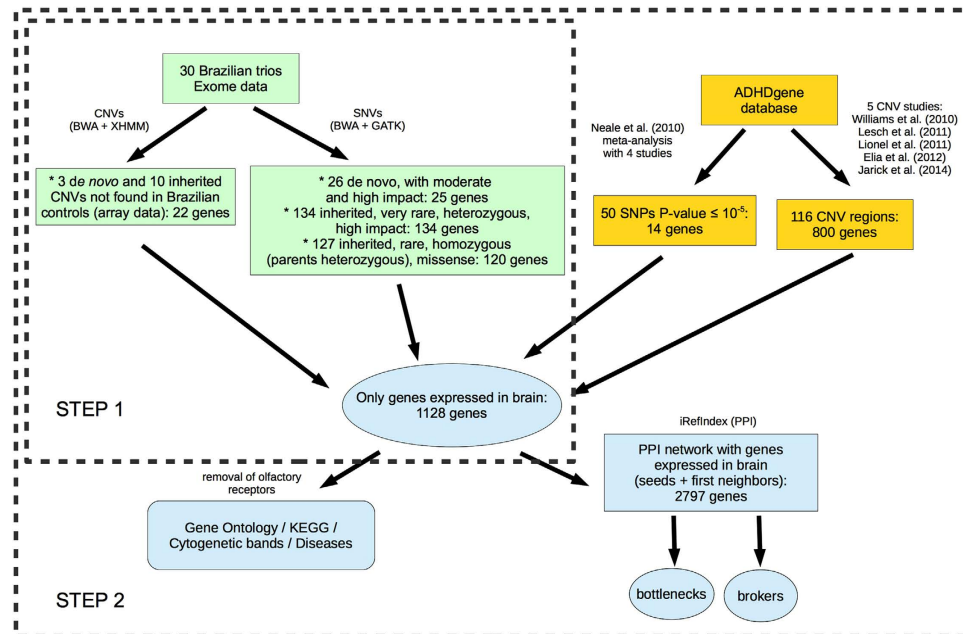 30 Brazilian trios
Exome data
CNVs
(BWA + XHMM)
SNVs
(BWA + GATK)
* 3 de novo and 10 inherited
CNVs not found in Brazilian
controls (array data): 22 genes
* 26 de novo, with moderate
and high impact: 25 genes
* 134 inherited, very rare, heterozygous,
high impact: 134 genes
* 127 inherited, rare, homozygous
(parents heterozygous), missense: 120 genes
ADHDgene
database
Neale et al. (2010)
meta-analysis
with 4 studies
5 CNV studies:
Williams et al. (2010)
Lesch et al. (2011)
Lionel et al. (2011)
Elia et al. (2012)
Jarick et al. (2014)
50 SNPs P-value ≤ 10⁻⁵:
14 genes
116 CNV regions:
800 genes
Only genes expressed in brain:
1128 genes
STEP 1
iRefIndex (PPI)
PPI network with genes
expressed in brain
(seeds + first neighbors):
2797 genes
removal of olfactory
receptors
Gene Ontology / KEGG /
Cytogenetic bands / Diseases
bottlenecks
brokers
STEP 2